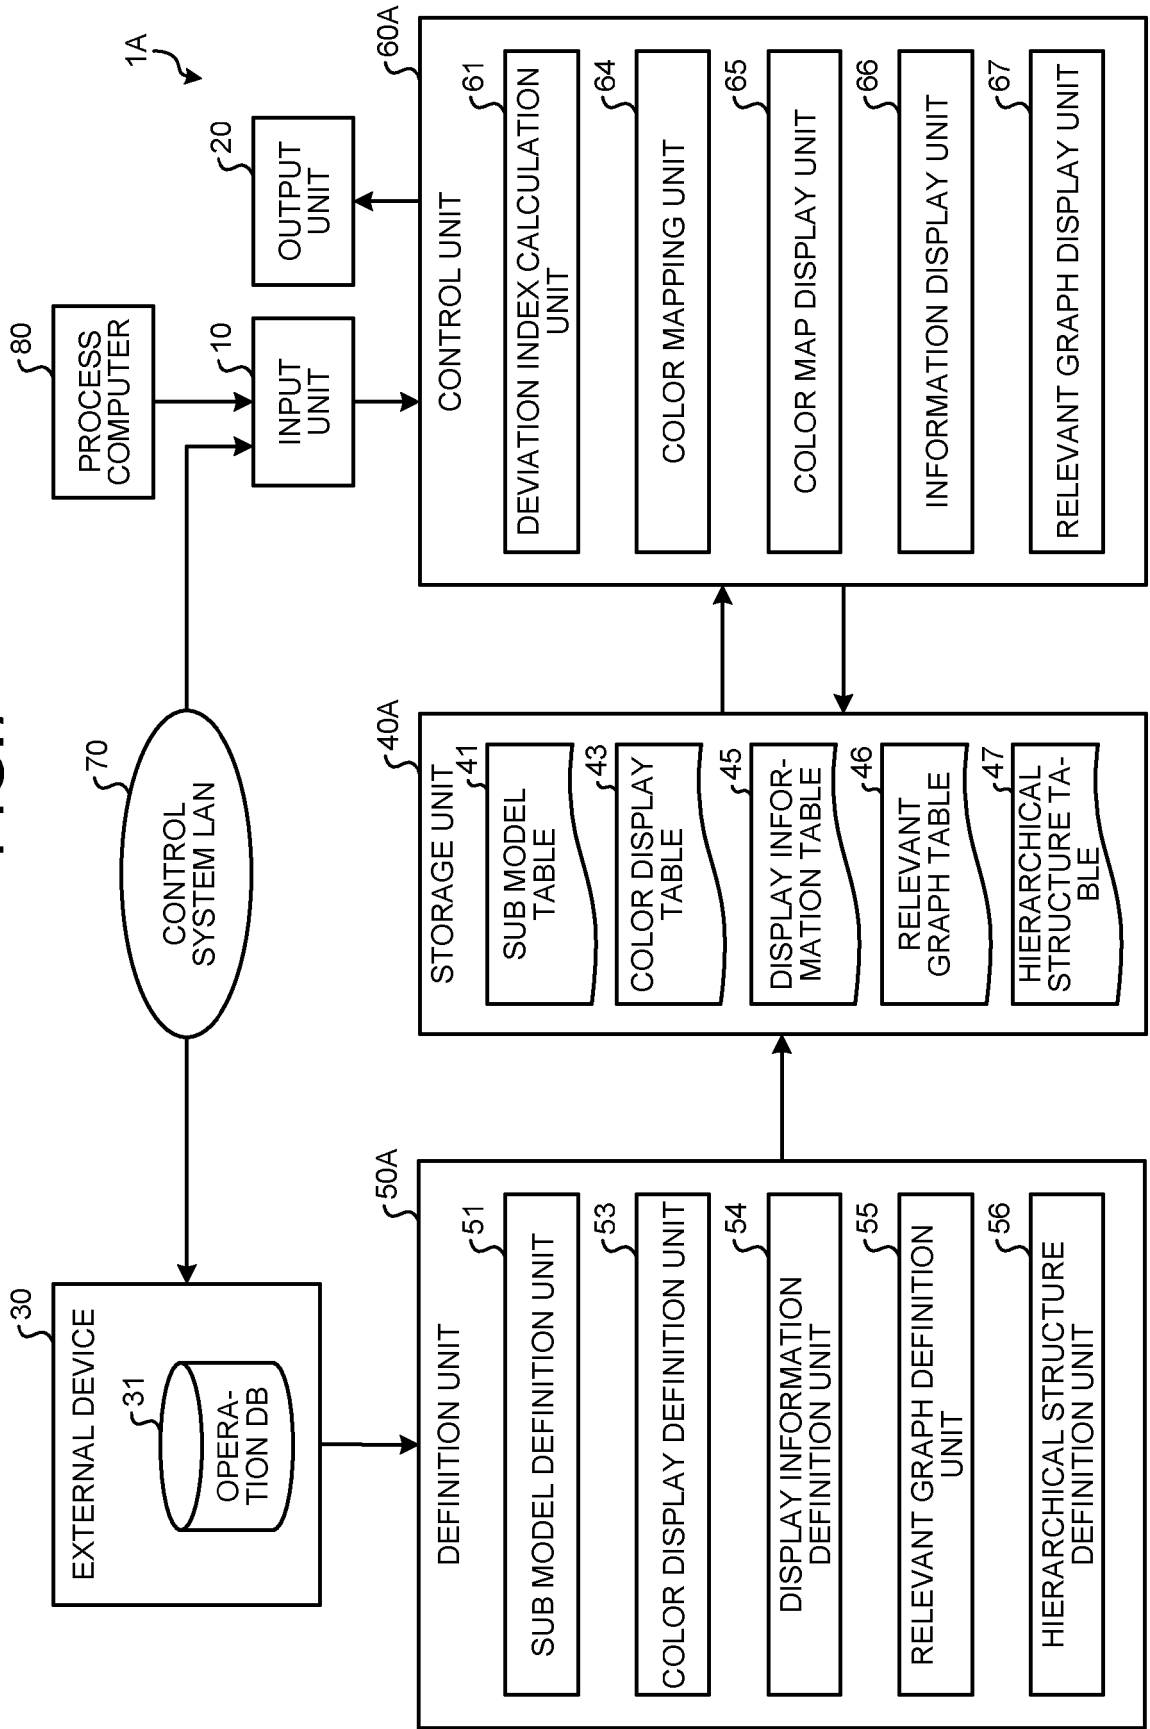 30
EXTERNAL DEVICE
31
OPERA-
TION DB
70
CONTROL
SYSTEM LAN
80
PROCESS
COMPUTER
10
INPUT
UNIT
20
OUTPUT
UNIT
1A
50A
DEFINITION UNIT
51
SUB MODEL DEFINITION UNIT
53
COLOR DISPLAY DEFINITION UNIT
54
DISPLAY INFORMATION
DEFINITION UNIT
55
RELEVANT GRAPH DEFINITION
UNIT
56
HIERARCHICAL STRUCTURE
DEFINITION UNIT
40A
STORAGE UNIT
41
SUB MODEL
TABLE
43
COLOR DISPLAY
TABLE
45
DISPLAY INFOR-
MATION TABLE
46
RELEVANT
GRAPH TABLE
47
HIERARCHICAL
STRUCTURE TA-
BLE
60A
CONTROL UNIT
61
DEVIATION INDEX CALCULATION
UNIT
64
COLOR MAPPING UNIT
65
COLOR MAP DISPLAY UNIT
66
INFORMATION DISPLAY UNIT
67
RELEVANT GRAPH DISPLAY UNIT